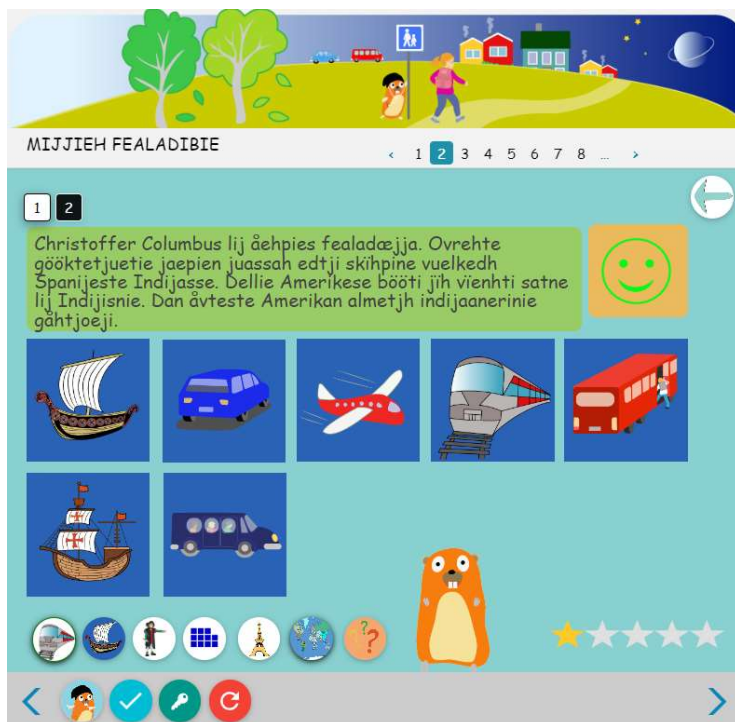 MIJJIEH FEALADIBIE
‹ 1 2 3 4 5 6 7 8 ... ›
1 2
Christoffer Columbus lij åehpies fealadæjja. Ovrehte
gööktetjuetie jaepien juassah edtji skïhpine vuelkedh
Spanijeste Indijasse. Dellie Amerikese bööti jïh vïenhti satne
lij Indijisnie. Dan åvteste Amerikan almetjh indijaanerinie
gåhtjoeji.
? ?